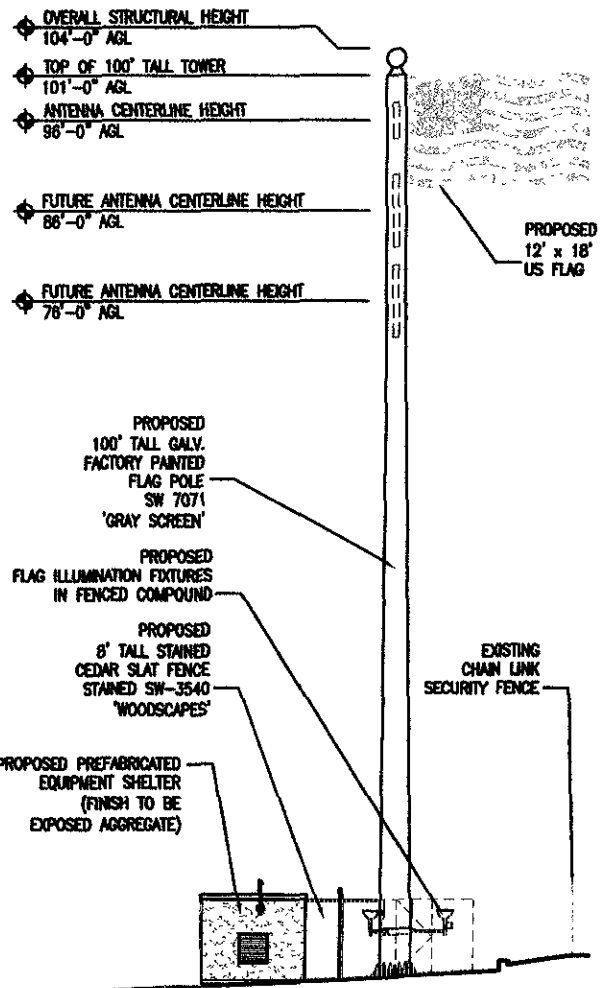 OVERALL STRUCTURAL HEIGHT
104'-0" AGL
TOP OF 100' TALL TOWER
101'-0" AGL
ANTENNA CENTERLINE HEIGHT
96'-0" AGL
FUTURE ANTENNA CENTERLINE HEIGHT
86'-0" AGL
FUTURE ANTENNA CENTERLINE HEIGHT
76'-0" AGL
PROPOSED
12' x 18'
US FLAG
PROPOSED
100' TALL GALV.
FACTORY PAINTED
FLAG POLE
SW 7071
'GRAY SCREEN'
PROPOSED
FLAG ILLUMINATION FIXTURES
IN FENCED COMPOUND
PROPOSED
8' TALL STAINED
CEDAR SLAT FENCE
STAINED SW-3540
'WOODSCAPES'
EXISTING
CHAIN LINK
SECURITY FENCE
PROPOSED PREFABRICATED
EQUIPMENT SHELTER
(FINISH TO BE
EXPOSED AGGREGATE)